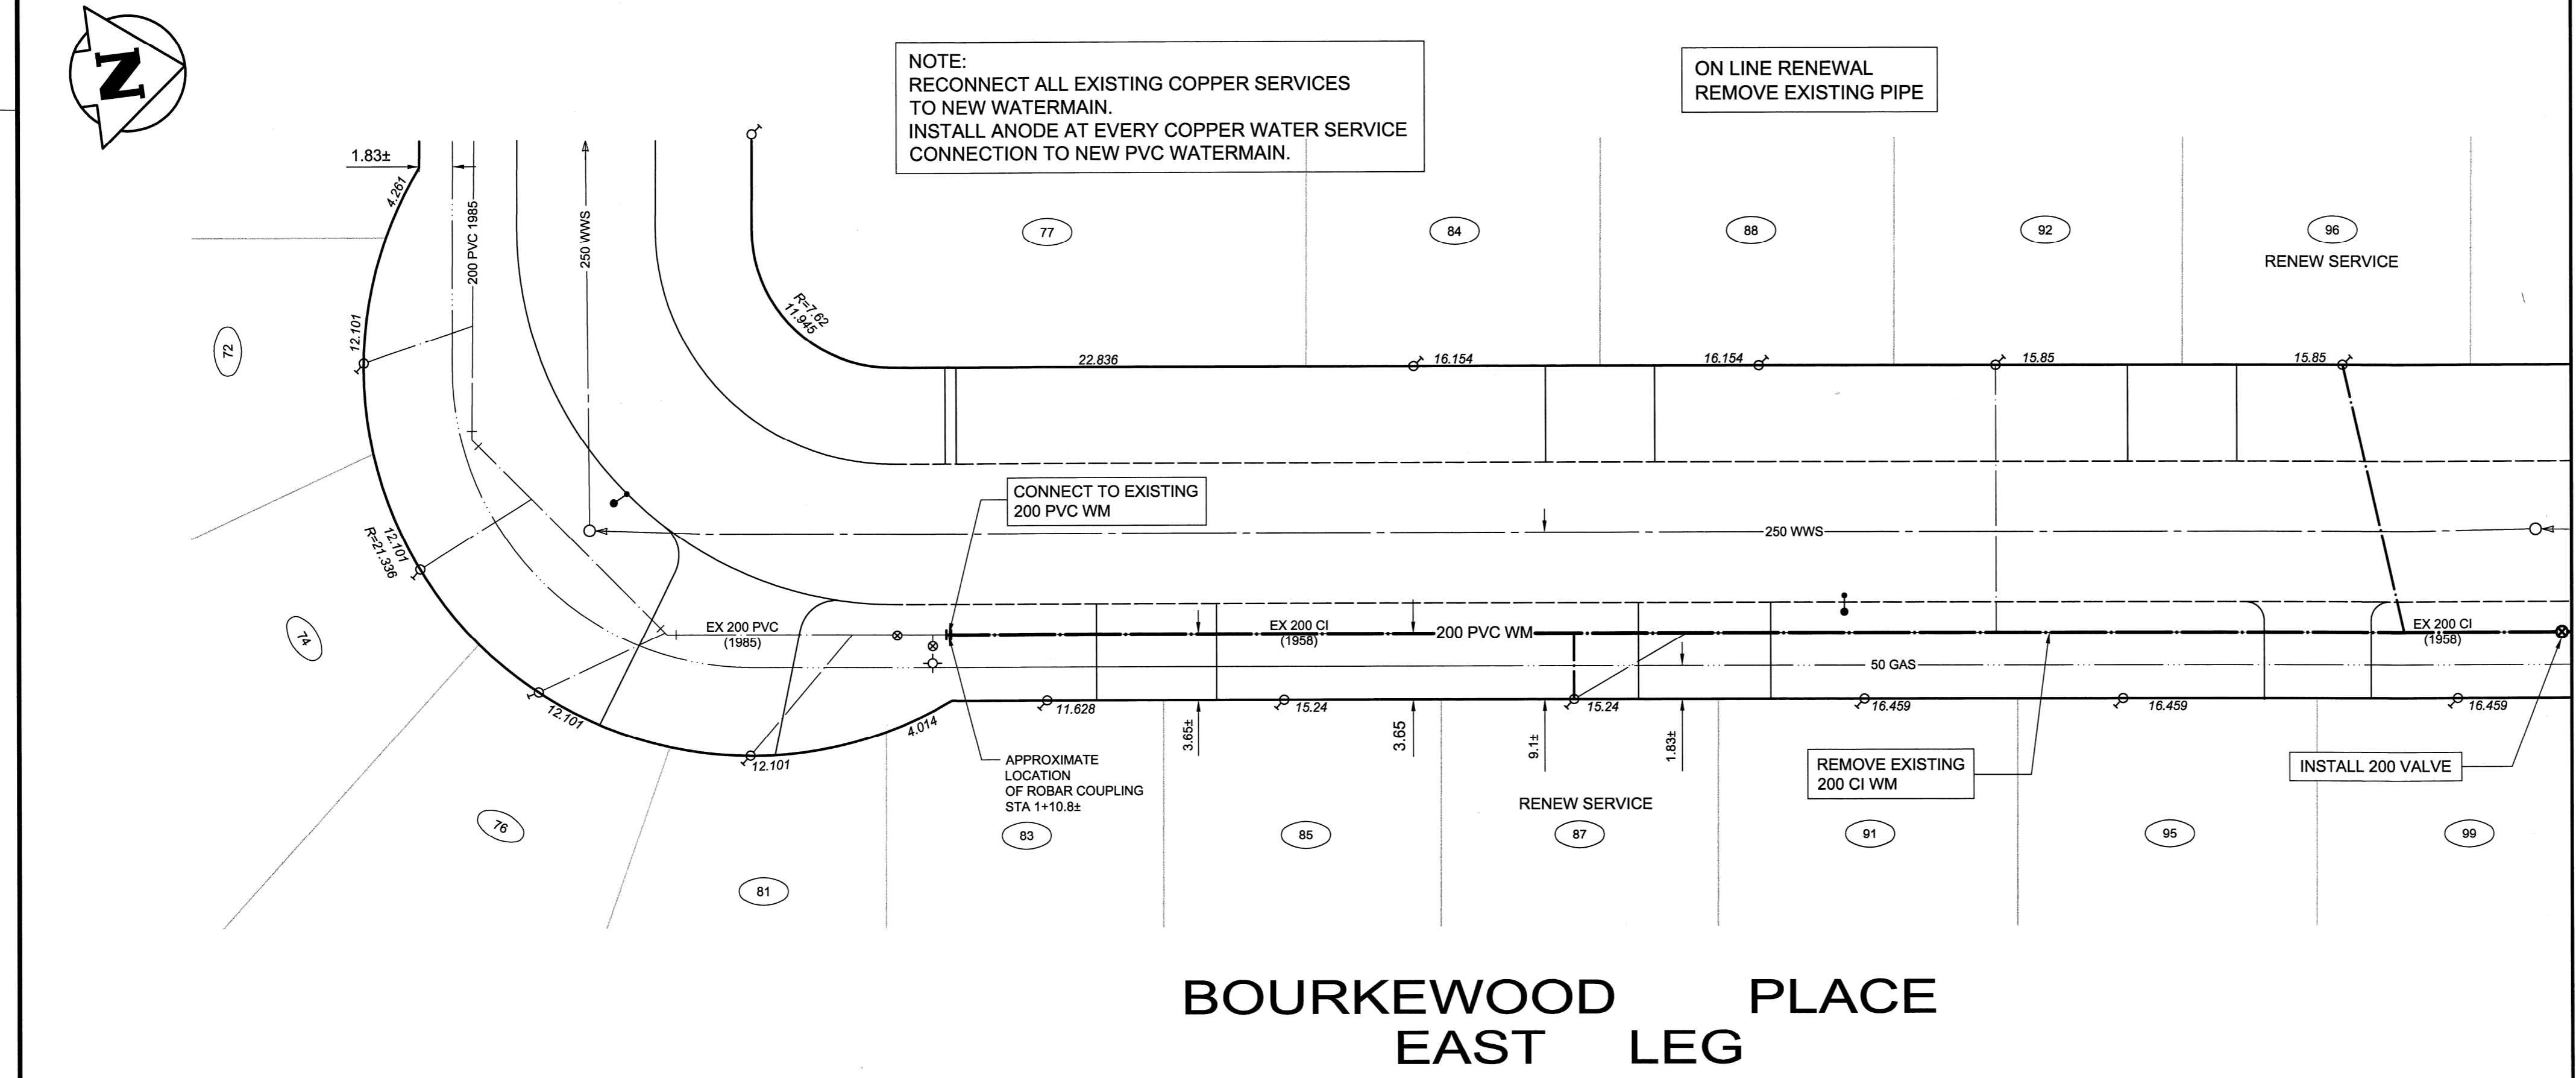 N
NOTE:
RECONNECT ALL EXISTING COPPER SERVICES
TO NEW WATERMAIN.
INSTALL ANODE AT EVERY COPPER WATER SERVICE
CONNECTION TO NEW PVC WATERMAIN.
ON LINE RENEWAL
REMOVE EXISTING PIPE
1.83±
4.261
200 PVC 1985
250 WWS
77
84
88
92
96
RENEW SERVICE
R=7.62
11.945
12.101
72
22.836
16.154
16.154
15.85
15.85
CONNECT TO EXISTING
200 PVC WM
250 WWS
12.101
R=21.336
74
EX 200 PVC
(1985)
EX 200 CI
(1958)
200 PVC WM
EX 200 CI
(1958)
50 GAS
12.101
4.014
11.628
15.24
15.24
16.459
16.459
16.459
3.65±
3.65
9.1±
1.83±
12.101
APPROXIMATE
LOCATION
OF ROBAR COUPLING
STA 1+10.8±
REMOVE EXISTING
200 CI WM
INSTALL 200 VALVE
RENEW SERVICE
76
83
85
87
91
95
99
81
BOURKEWOOD PLACE
EAST LEG